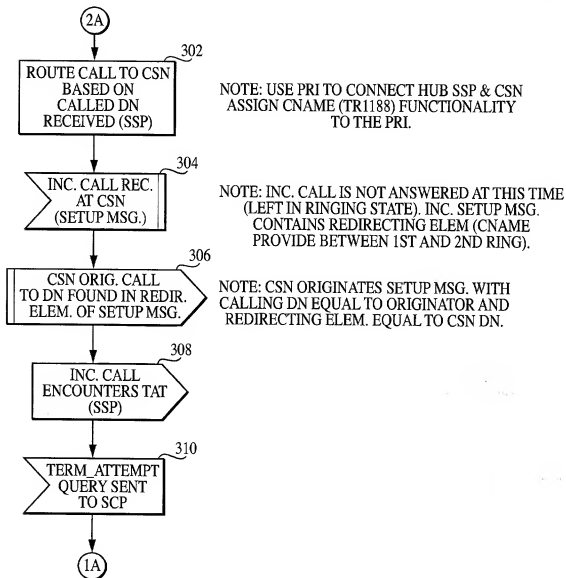 2A
302
ROUTE CALL TO CSN
BASED ON
CALLED DN
RECEIVED (SSP)
NOTE: USE PRI TO CONNECT HUB SSP & CSN
ASSIGN CNAME (TR1188) FUNCTIONALITY
TO THE PRI.
304
INC. CALL REC.
AT CSN
(SETUP MSG.)
NOTE: INC. CALL IS NOT ANSWERED AT THIS TIME
(LEFT IN RINGING STATE). INC. SETUP MSG.
CONTAINS REDIRECTING ELEM (CNAME
PROVIDE BETWEEN 1ST AND 2ND RING).
306
CSN ORIG. CALL
TO DN FOUND IN REDIR.
ELEM. OF SETUP MSG.
NOTE: CSN ORIGINATES SETUP MSG. WITH
CALLING DN EQUAL TO ORIGINATOR AND
REDIRECTING ELEM. EQUAL TO CSN DN.
308
INC. CALL
ENCOUNTERS TAT
(SSP)
310
TERM_ATTEMPT
QUERY SENT
TO SCP
1A